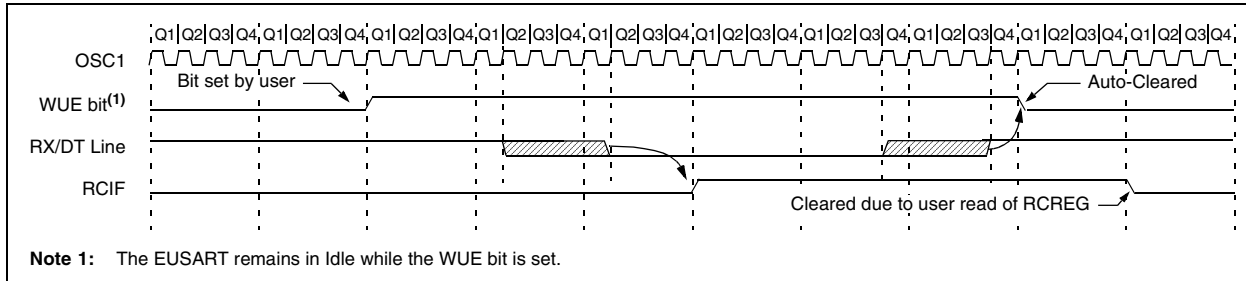 Q1 Q2 Q3 Q4 Q1 Q2 Q3 Q4 Q1 Q2 Q3 Q4 Q1 Q2 Q3 Q4 Q1 Q2 Q3 Q4 Q1 Q2 Q3 Q4 Q1 Q2 Q3 Q4 Q1 Q2 Q3 Q4 Q1 Q2 Q3 Q4 Q1 Q2 Q3 Q4
OSC1
Bit set by user
Auto-Cleared
WUE bit(1)
RX/DT Line
RCIF
Cleared due to user read of RCREG
Note 1: The EUSART remains in Idle while the WUE bit is set.